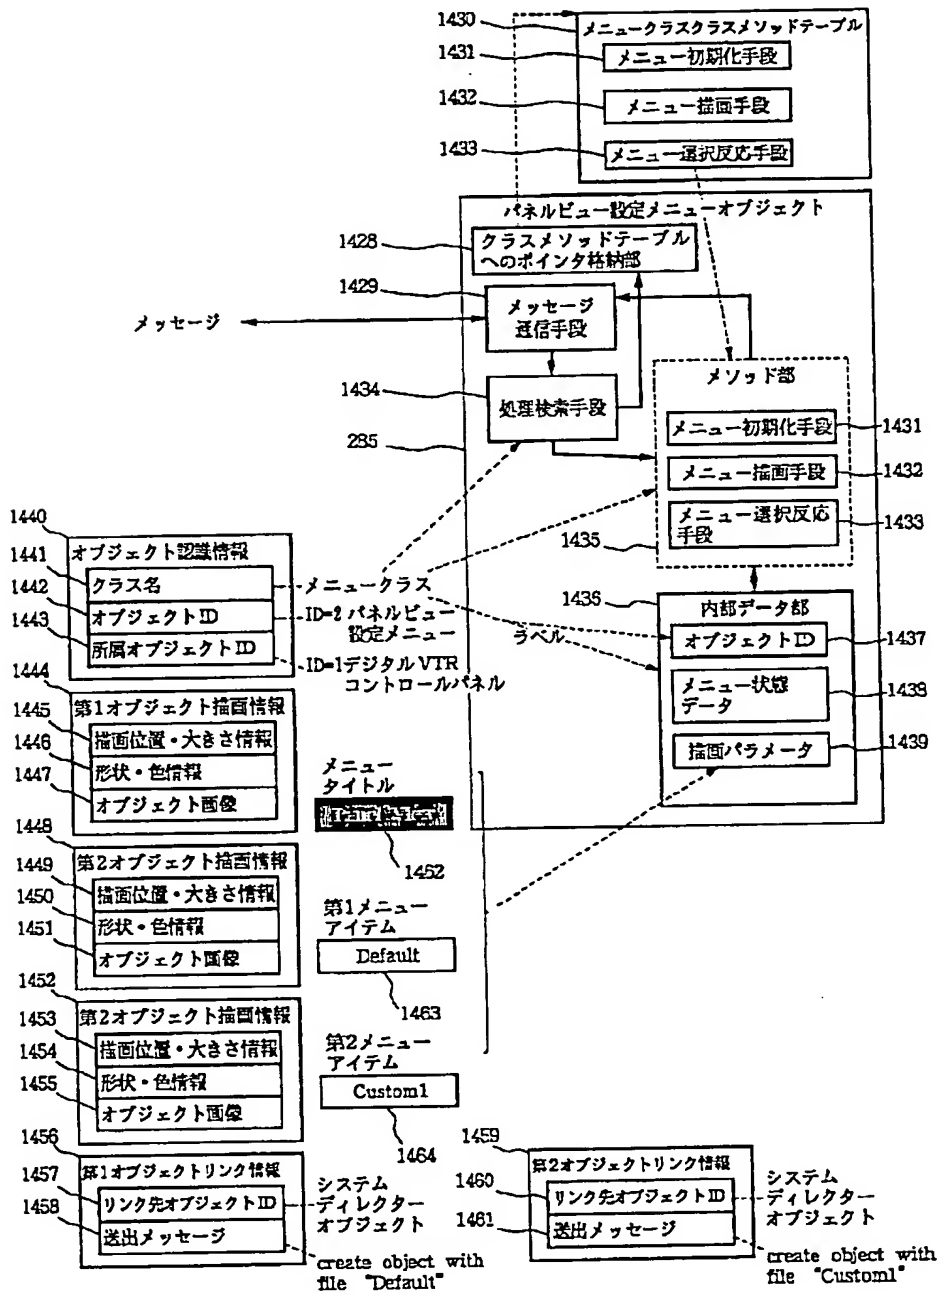 1430
メニュークラスクラスメソッドテーブル
1431
メニュー初期化手段
1432
メニュー描画手段
1433
メニュー選択反応手段
パネルビュー設定メニューオブジェクト
1428
クラスメソッドテーブル
へのポインタ格納部
1429
メッセージ
通信手段
メッセージ
1434
処理検索手段
285
メソッド部
メニュー初期化手段
1431
メニュー描画手段
1432
メニュー選択反応
手段
1433
1435
1436
内部データ部
オブジェクトID
1437
メニュー状態
データ
1438
描画パラメータ
1439
1440
オブジェクト認識情報
1441
クラス名
メニュークラス
1442
オブジェクトID
ID=2 パネルビュー
設定メニュー
1443
所属オブジェクトID
ID=1デジタルVTR
コントロールパネル
ラベル
1444
第1オブジェクト描画情報
1445
描画位置・大きさ情報
1446
形状・色情報
1447
オブジェクト画像
メニュー
タイトル
1462
1448
第2オブジェクト描画情報
1449
描画位置・大きさ情報
1450
形状・色情報
1451
オブジェクト画像
第1メニュー
アイテム
Default
1463
1452
第2オブジェクト描画情報
1453
描画位置・大きさ情報
1454
形状・色情報
1455
オブジェクト画像
第2メニュー
アイテム
Custom1
1464
1456
第1オブジェクトリンク情報
1457
リンク先オブジェクトID
1458
送出メッセージ
システム
ディレクター
オブジェクト
create object with
file "Default"
1459
第2オブジェクトリンク情報
1460
リンク先オブジェクトID
1461
送出メッセージ
システム
ディレクター
オブジェクト
create object with
file "Custom1"